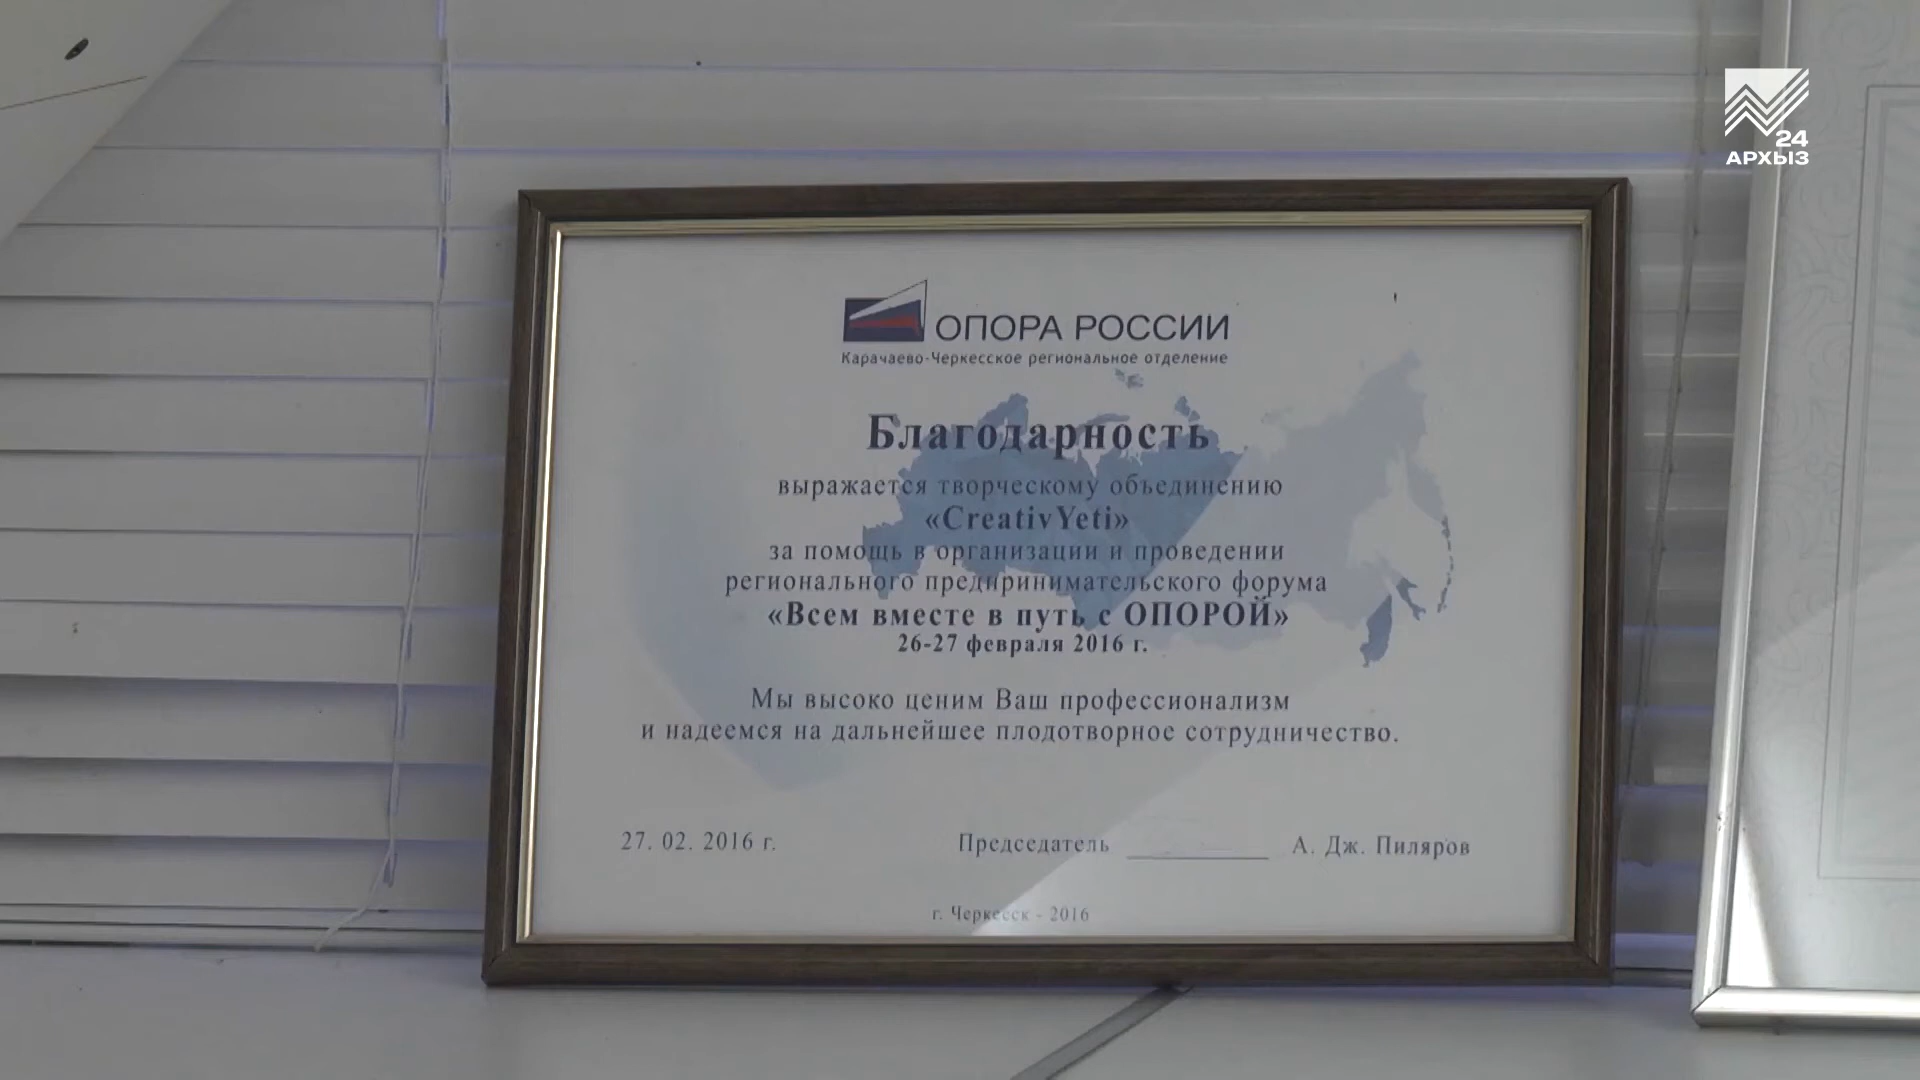 24
АРХЫЗ
ОПОРА РОССИИ
Карачаево-Черкесское региональное отделение
Благодарность
выражается творческому объединению
«CreativYeti»
за помощь в организации и проведении
регионального предпринимательского форума
«Всем вместе в путь с ОПОРОЙ»
26-27 февраля 2016 г.
Мы высоко ценим Ваш профессионализм
и надеемся на дальнейшее плодотворное сотрудничество.
27. 02. 2016 г. Председатель А. Дж. Пиляров
г. Черкесск - 2016